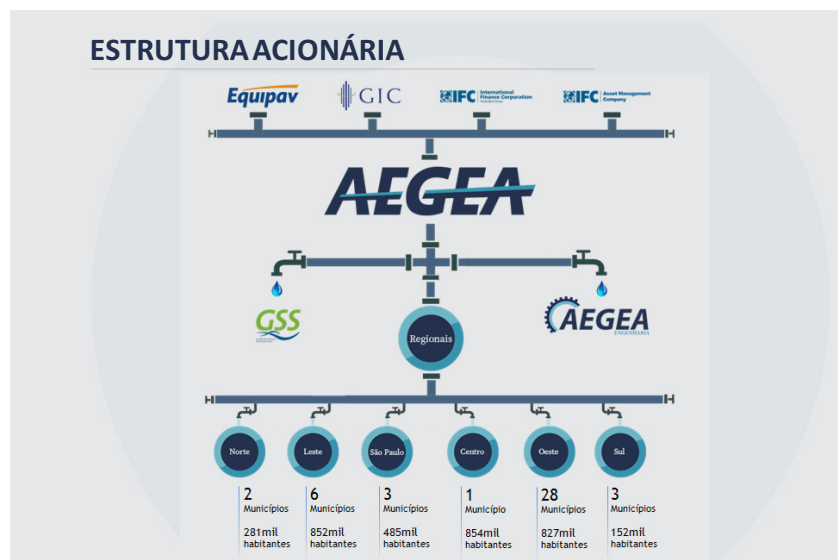 ESTRUTURA ACIONÁRIA
Equipav
GIC
IFC International Finance Corporation
IFC Asset Management Company
AEGEA
GSS
AEGEA
ENGENHARIA
Regionais
Norte
Leste
São Paulo
Centro
Oeste
Sul
2
Municípios
281mil
habitantes
6
Municípios
852mil
habitantes
3
Municípios
485mil
habitantes
1
Município
854mil
habitantes
28
Municípios
827mil
habitantes
3
Municípios
152mil
habitantes